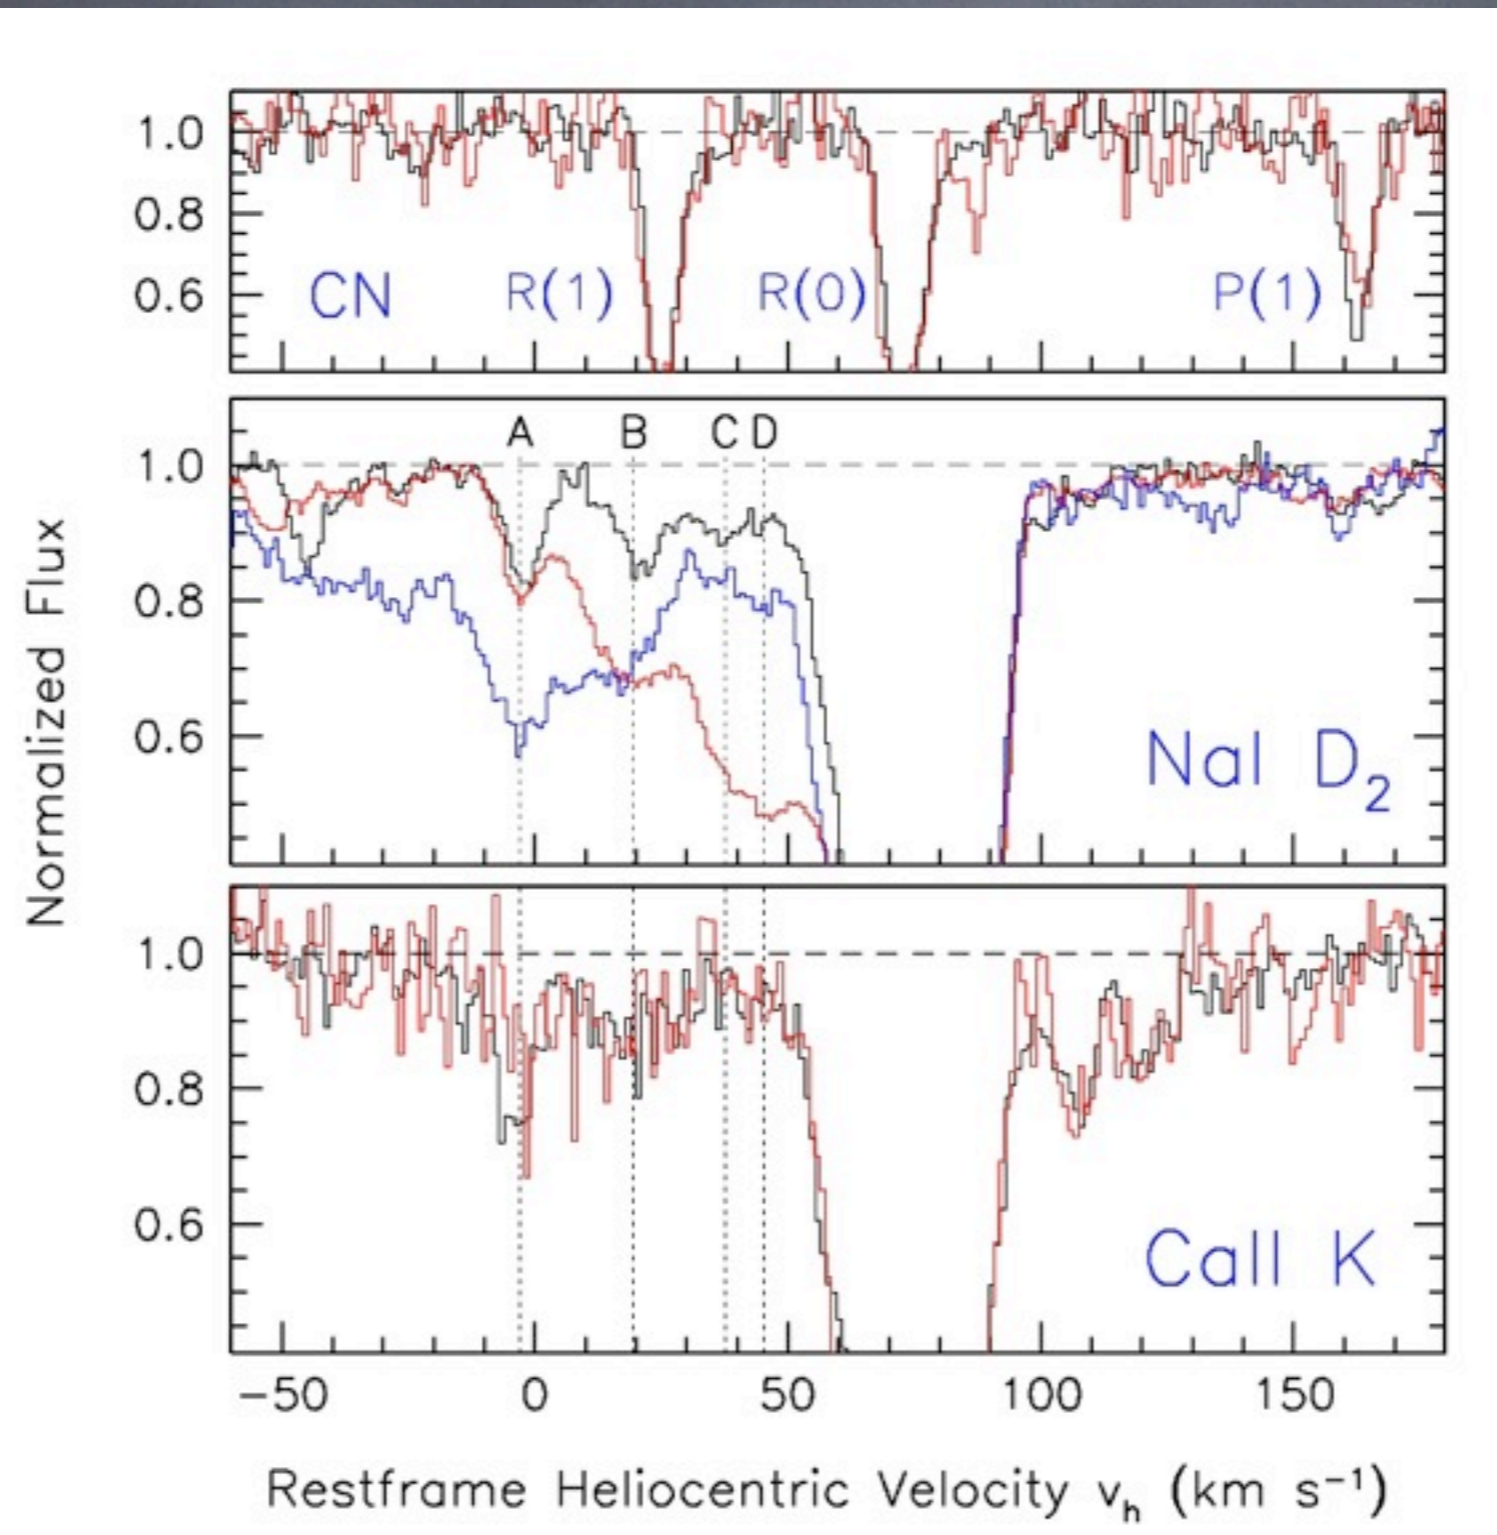 1.0
0.8
0.6
CN R(1) R(0) P(1)
A B C D
1.0
0.8
0.6
NaI D₂
1.0
0.8
0.6
CaII K
−50 0 50 100 150
Normalized Flux
Restframe Heliocentric Velocity vₕ (km s⁻¹)